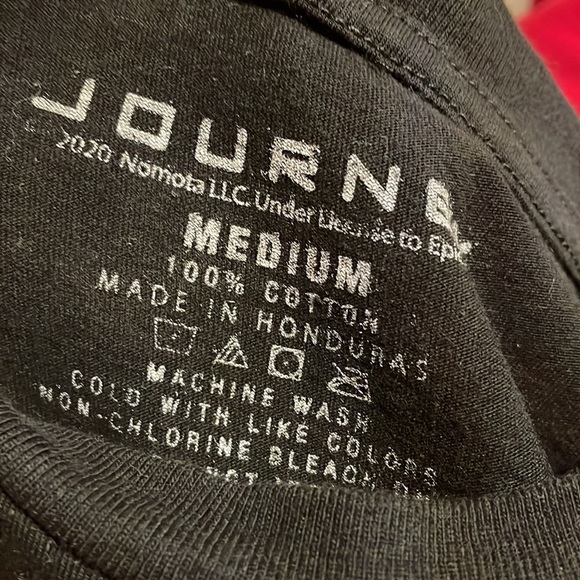 JOURNE
2020 Nomota LLC. Under License to Epic
MEDIUM
100% COTTON
MADE IN HONDURAS
MACHINE WASH
COLD WITH LIKE COLORS
NON-CHLORINE BLEACH